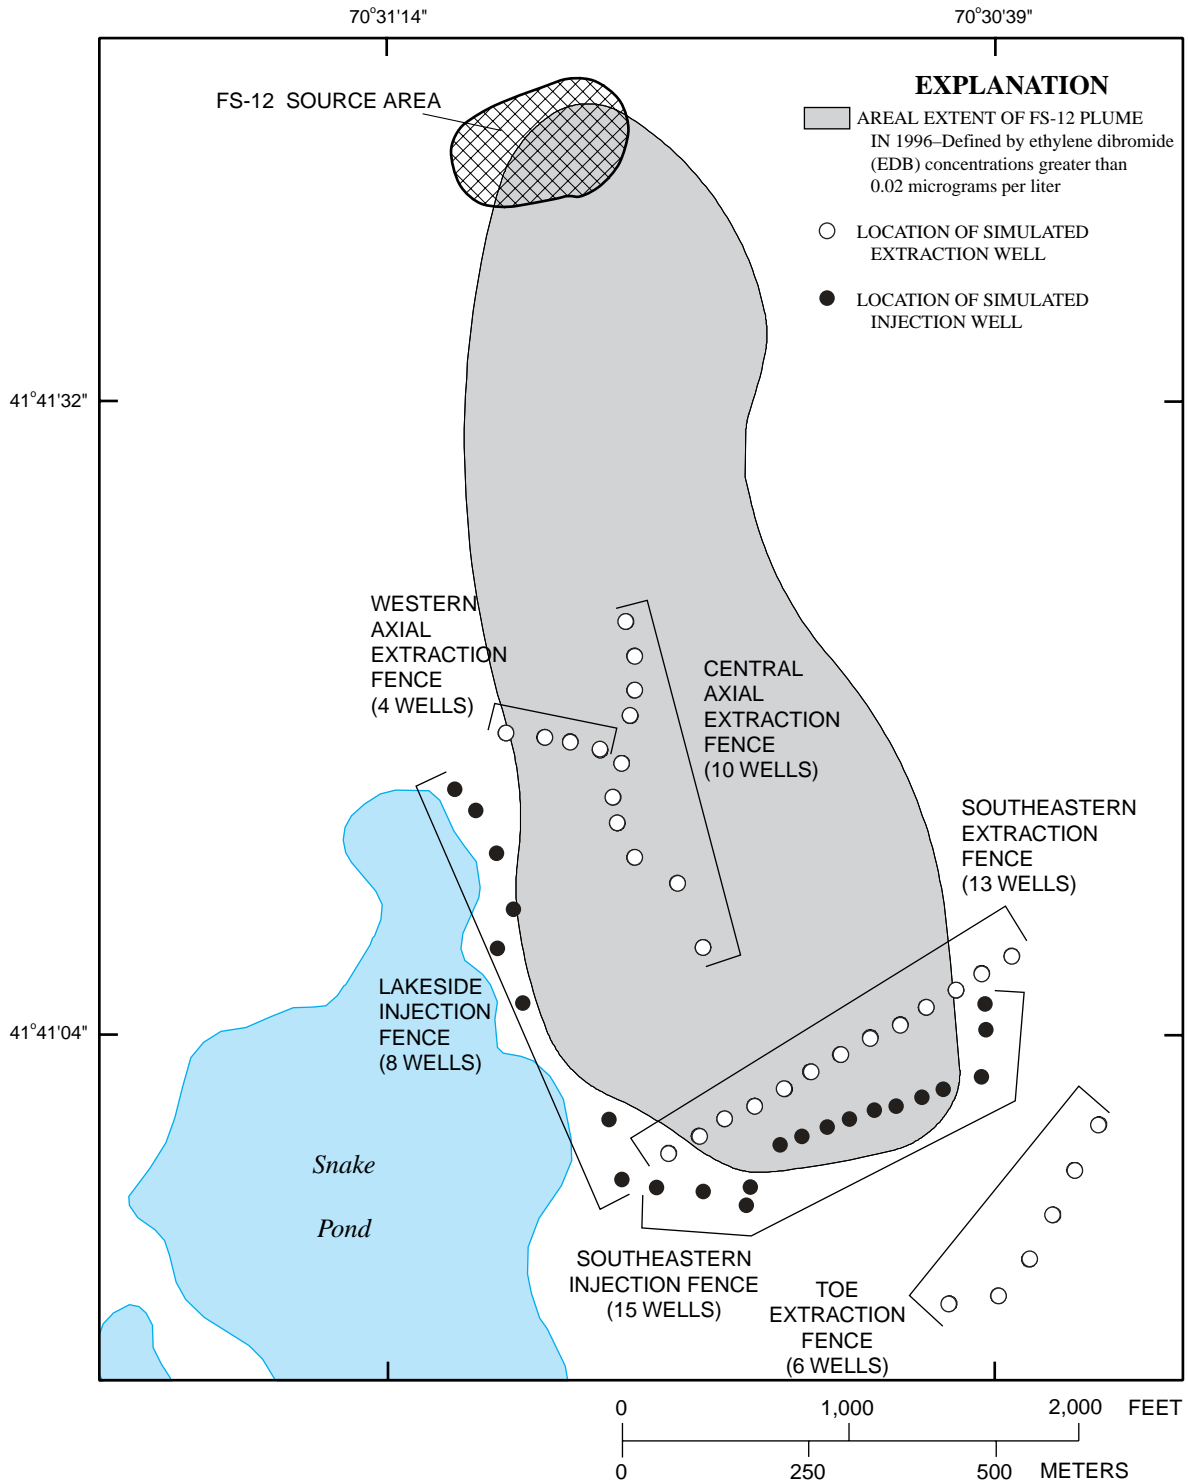 70°31'14"
70°30'39"
FS-12 SOURCE AREA
EXPLANATION
AREAL EXTENT OF FS-12 PLUME
IN 1996–Defined by ethylene dibromide
(EDB) concentrations greater than
0.02 micrograms per liter
LOCATION OF SIMULATED
EXTRACTION WELL
LOCATION OF SIMULATED
INJECTION WELL
41°41'32"
WESTERN
AXIAL
EXTRACTION
FENCE
(4 WELLS)
CENTRAL
AXIAL
EXTRACTION
FENCE
(10 WELLS)
SOUTHEASTERN
EXTRACTION
FENCE
(13 WELLS)
LAKESIDE
INJECTION
FENCE
(8 WELLS)
41°41'04"
Snake
Pond
SOUTHEASTERN
INJECTION FENCE
(15 WELLS)
TOE
EXTRACTION
FENCE
(6 WELLS)
0 1,000 2,000 FEET
0 250 500 METERS